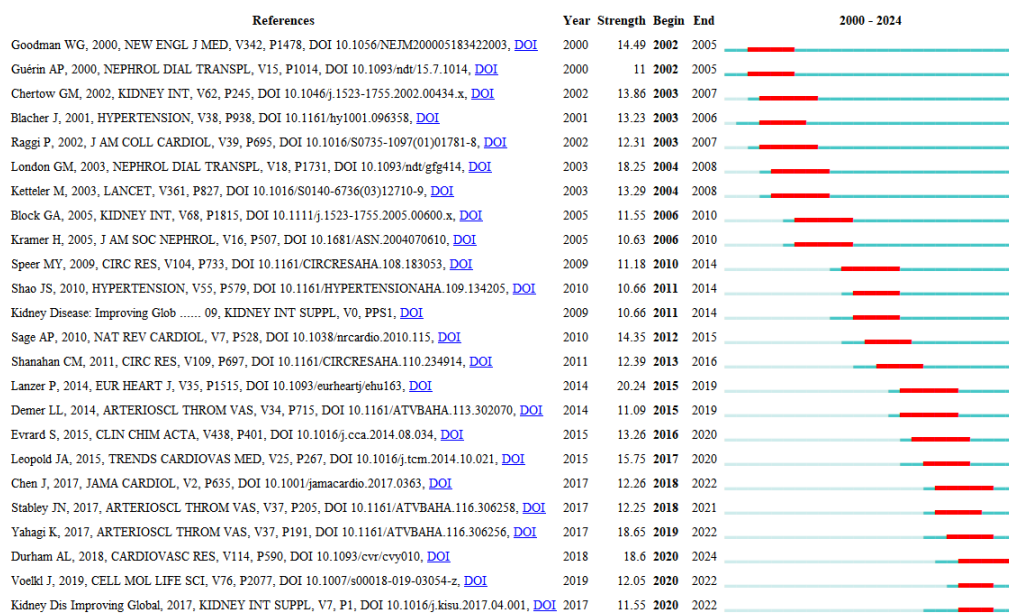 References Year Strength Begin End 2000 - 2024
Goodman WG, 2000, NEW ENGL J MED, V342, P1478, DOI 10.1056/NEJM200005183422003, DOI 2000 14.49 2002 2005
Guérin AP, 2000, NEPHROL DIAL TRANSPL, V15, P1014, DOI 10.1093/ndt/15.7.1014, DOI 2000 11 2002 2005
Chertow GM, 2002, KIDNEY INT, V62, P245, DOI 10.1046/j.1523-1755.2002.00434.x, DOI 2002 13.86 2003 2007
Blacher J, 2001, HYPERTENSION, V38, P938, DOI 10.1161/hy1001.096358, DOI 2001 13.23 2003 2006
Raggi P, 2002, J AM COLL CARDIOL, V39, P695, DOI 10.1016/S0735-1097(01)01781-8, DOI 2002 12.31 2003 2007
London GM, 2003, NEPHROL DIAL TRANSPL, V18, P1731, DOI 10.1093/ndt/gfg414, DOI 2003 18.25 2004 2008
Ketteler M, 2003, LANCET, V361, P827, DOI 10.1016/S0140-6736(03)12710-9, DOI 2003 13.29 2004 2008
Block GA, 2005, KIDNEY INT, V68, P1815, DOI 10.1111/j.1523-1755.2005.00600.x, DOI 2005 11.55 2006 2010
Kramer H, 2005, J AM SOC NEPHROL, V16, P507, DOI 10.1681/ASN.2004070610, DOI 2005 10.63 2006 2010
Speer MY, 2009, CIRC RES, V104, P733, DOI 10.1161/CIRCRESAHA.108.183053, DOI 2009 11.18 2010 2014
Shao JS, 2010, HYPERTENSION, V55, P579, DOI 10.1161/HYPERTENSIONAHA.109.134205, DOI 2010 10.66 2011 2014
Kidney Disease: Improving Glob ...... 09, KIDNEY INT SUPPL, V0, PPS1, DOI 2009 10.66 2011 2014
Sage AP, 2010, NAT REV CARDIOL, V7, P528, DOI 10.1038/nrcardio.2010.115, DOI 2010 14.35 2012 2015
Shanahan CM, 2011, CIRC RES, V109, P697, DOI 10.1161/CIRCRESAHA.110.234914, DOI 2011 12.39 2013 2016
Lanzer P, 2014, EUR HEART J, V35, P1515, DOI 10.1093/eurheartj/ehu163, DOI 2014 20.24 2015 2019
Demer LL, 2014, ARTERIOSCL THROM VAS, V34, P715, DOI 10.1161/ATVBAHA.113.302070, DOI 2014 11.09 2015 2019
Evrard S, 2015, CLIN CHIM ACTA, V438, P401, DOI 10.1016/j.cca.2014.08.034, DOI 2015 13.26 2016 2020
Leopold JA, 2015, TRENDS CARDIOVAS MED, V25, P267, DOI 10.1016/j.tcm.2014.10.021, DOI 2015 15.75 2017 2020
Chen J, 2017, JAMA CARDIOL, V2, P635, DOI 10.1001/jamacardio.2017.0363, DOI 2017 12.26 2018 2022
Stabley JN, 2017, ARTERIOSCL THROM VAS, V37, P205, DOI 10.1161/ATVBAHA.116.306258, DOI 2017 12.25 2018 2021
Yahagi K, 2017, ARTERIOSCL THROM VAS, V37, P191, DOI 10.1161/ATVBAHA.116.306256, DOI 2017 18.65 2019 2022
Durham AL, 2018, CARDIOVASC RES, V114, P590, DOI 10.1093/cvr/cvy010, DOI 2018 18.6 2020 2024
Voelkl J, 2019, CELL MOL LIFE SCI, V76, P2077, DOI 10.1007/s00018-019-03054-z, DOI 2019 12.05 2020 2022
Kidney Dis Improving Global, 2017, KIDNEY INT SUPPL, V7, P1, DOI 10.1016/j.kisu.2017.04.001, DOI 2017 11.55 2020 2022